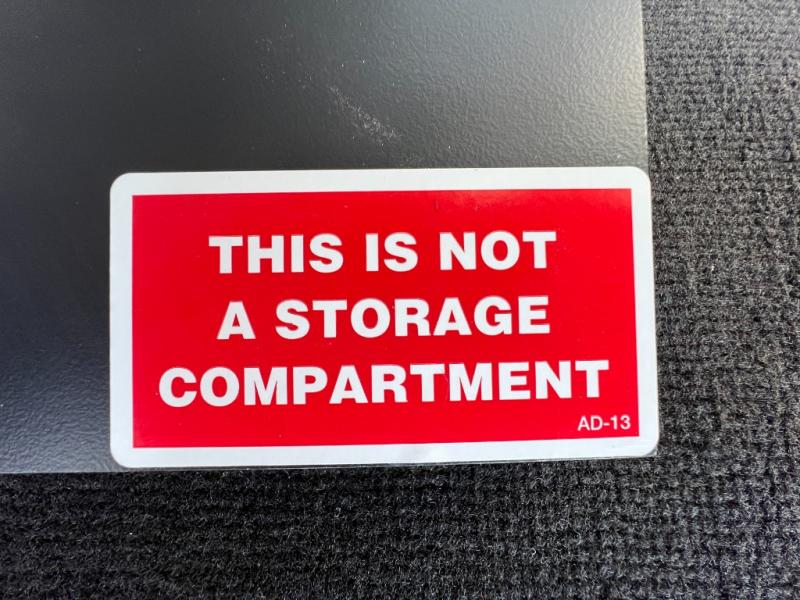 THIS IS NOT
A STORAGE
COMPARTMENT
AD-13